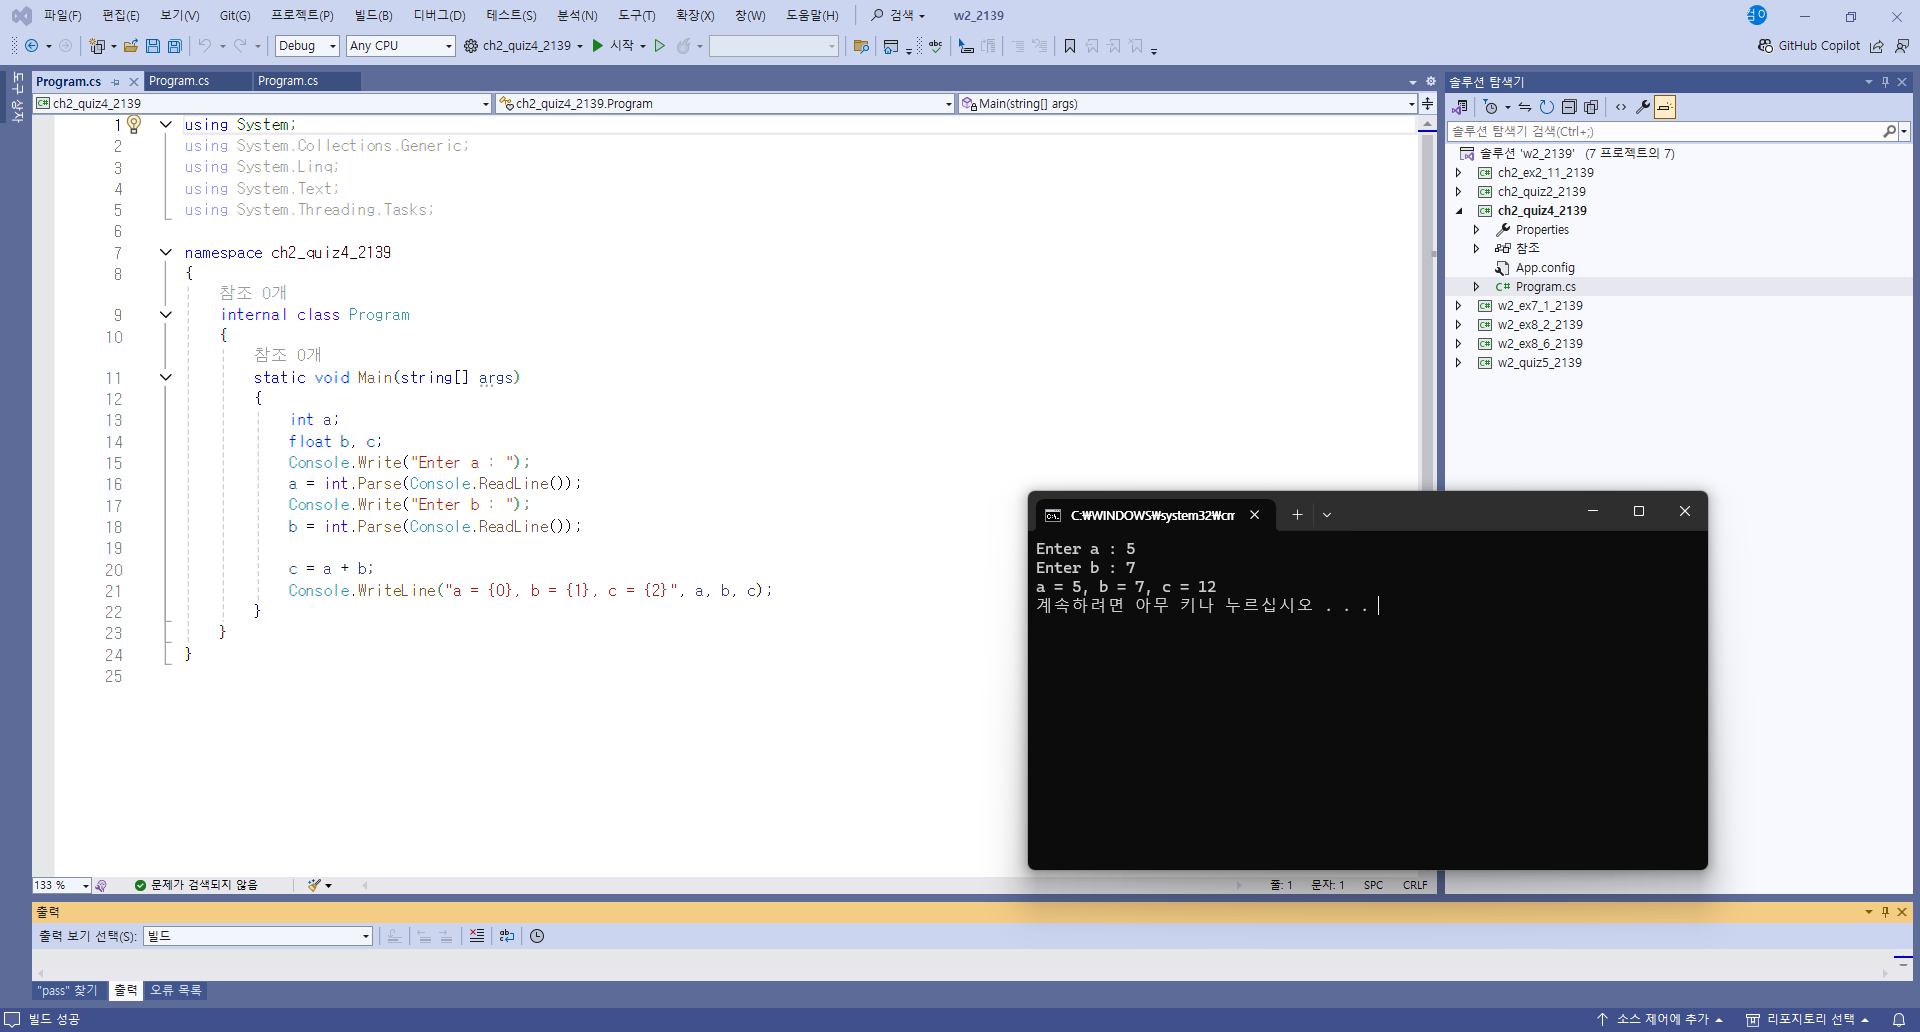 파일(F) 편집(E) 보기(V) Git(G) 프로젝트(P) 빌드(B) 디버그(D) 테스트(S) 분석(N) 도구(T) 확장(X) 창(W) 도움말(H) 검색 w2_2139
Debug Any CPU ch2_quiz4_2139 시작 GitHub Copilot
도구 상자
Program.cs Program.cs Program.cs
ch2_quiz4_2139 ch2_quiz4_2139.Program Main(string[] args)
1 using System;
2 using System.Collections.Generic;
3 using System.Linq;
4 using System.Text;
5 using System.Threading.Tasks;
6
7 namespace ch2_quiz4_2139
8 {
참조 0개
9 internal class Program
10 {
참조 0개
11 static void Main(string[] args)
12 {
13 int a;
14 float b, c;
15 Console.Write("Enter a : ");
16 a = int.Parse(Console.ReadLine());
17 Console.Write("Enter b : ");
18 b = int.Parse(Console.ReadLine());
19
20 c = a + b;
21 Console.WriteLine("a = {0}, b = {1}, c = {2}", a, b, c);
22 }
23 }
24 }
25
133 % 문제가 검색되지 않음 줄: 1 문자: 1 SPC CRLF
솔루션 탐색기
솔루션 탐색기 검색(Ctrl+;)
솔루션 'w2_2139' (7 프로젝트의 7)
ch2_ex2_11_2139
ch2_quiz2_2139
ch2_quiz4_2139
Properties
참조
App.config
C# Program.cs
w2_ex7_1_2139
w2_ex8_2_2139
w2_ex8_6_2139
w2_quiz5_2139
C:₩WINDOWS₩system32₩cm
Enter a : 5
Enter b : 7
a = 5, b = 7, c = 12
계속하려면 아무 키나 누르십시오 . . .
출력
출력 보기 선택(S): 빌드
"pass" 찾기 출력 오류 목록
빌드 성공 소스 제어에 추가 리포지토리 선택